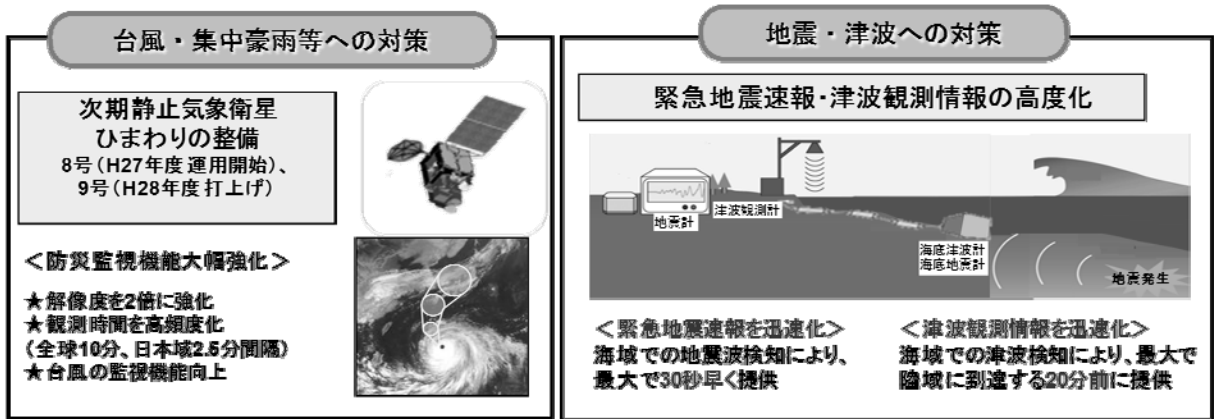 台風・集中豪雨等への対策
次期静止気象衛星
ひまわりの整備
8号(H27年度運用開始)、
9号(H28年度打上げ)
＜防災監視機能大幅強化＞
★解像度を2倍に強化
★観測時間を高頻度化
(全球10分、日本域2.5分間隔)
★台風の監視機能向上
地震・津波への対策
緊急地震速報・津波観測情報の高度化
地震計
津波観測計
海底津波計
海底地震計
地震発生
＜緊急地震速報を迅速化＞
海域での地震波検知により、
最大で30秒早く提供
＜津波観測情報を迅速化＞
海域での津波検知により、最大で
陸域に到達する20分前に提供